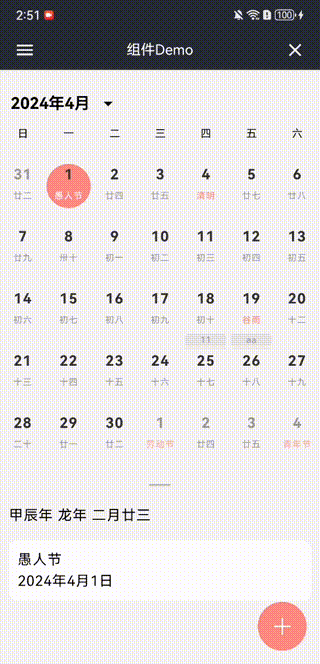 2:51 100
组件Demo
2024年4月
日 一 二 三 四 五 六
31 1 2 3 4 5 6
廿二 愚人节 廿四 廿五 清明 廿七 廿八
7 8 9 10 11 12 13
廿九 卅十 初一 初二 初三 初四 初五
14 15 16 17 18 19 20
初六 初七 初八 初九 初十 谷雨 十二
11 aa
21 22 23 24 25 26 27
十三 十四 十五 十六 十七 十八 十九
28 29 30 1 2 3 4
二十 廿一 廿二 劳动节 廿四 廿五 青年节
甲辰年 龙年 二月廿三
愚人节
2024年4月1日